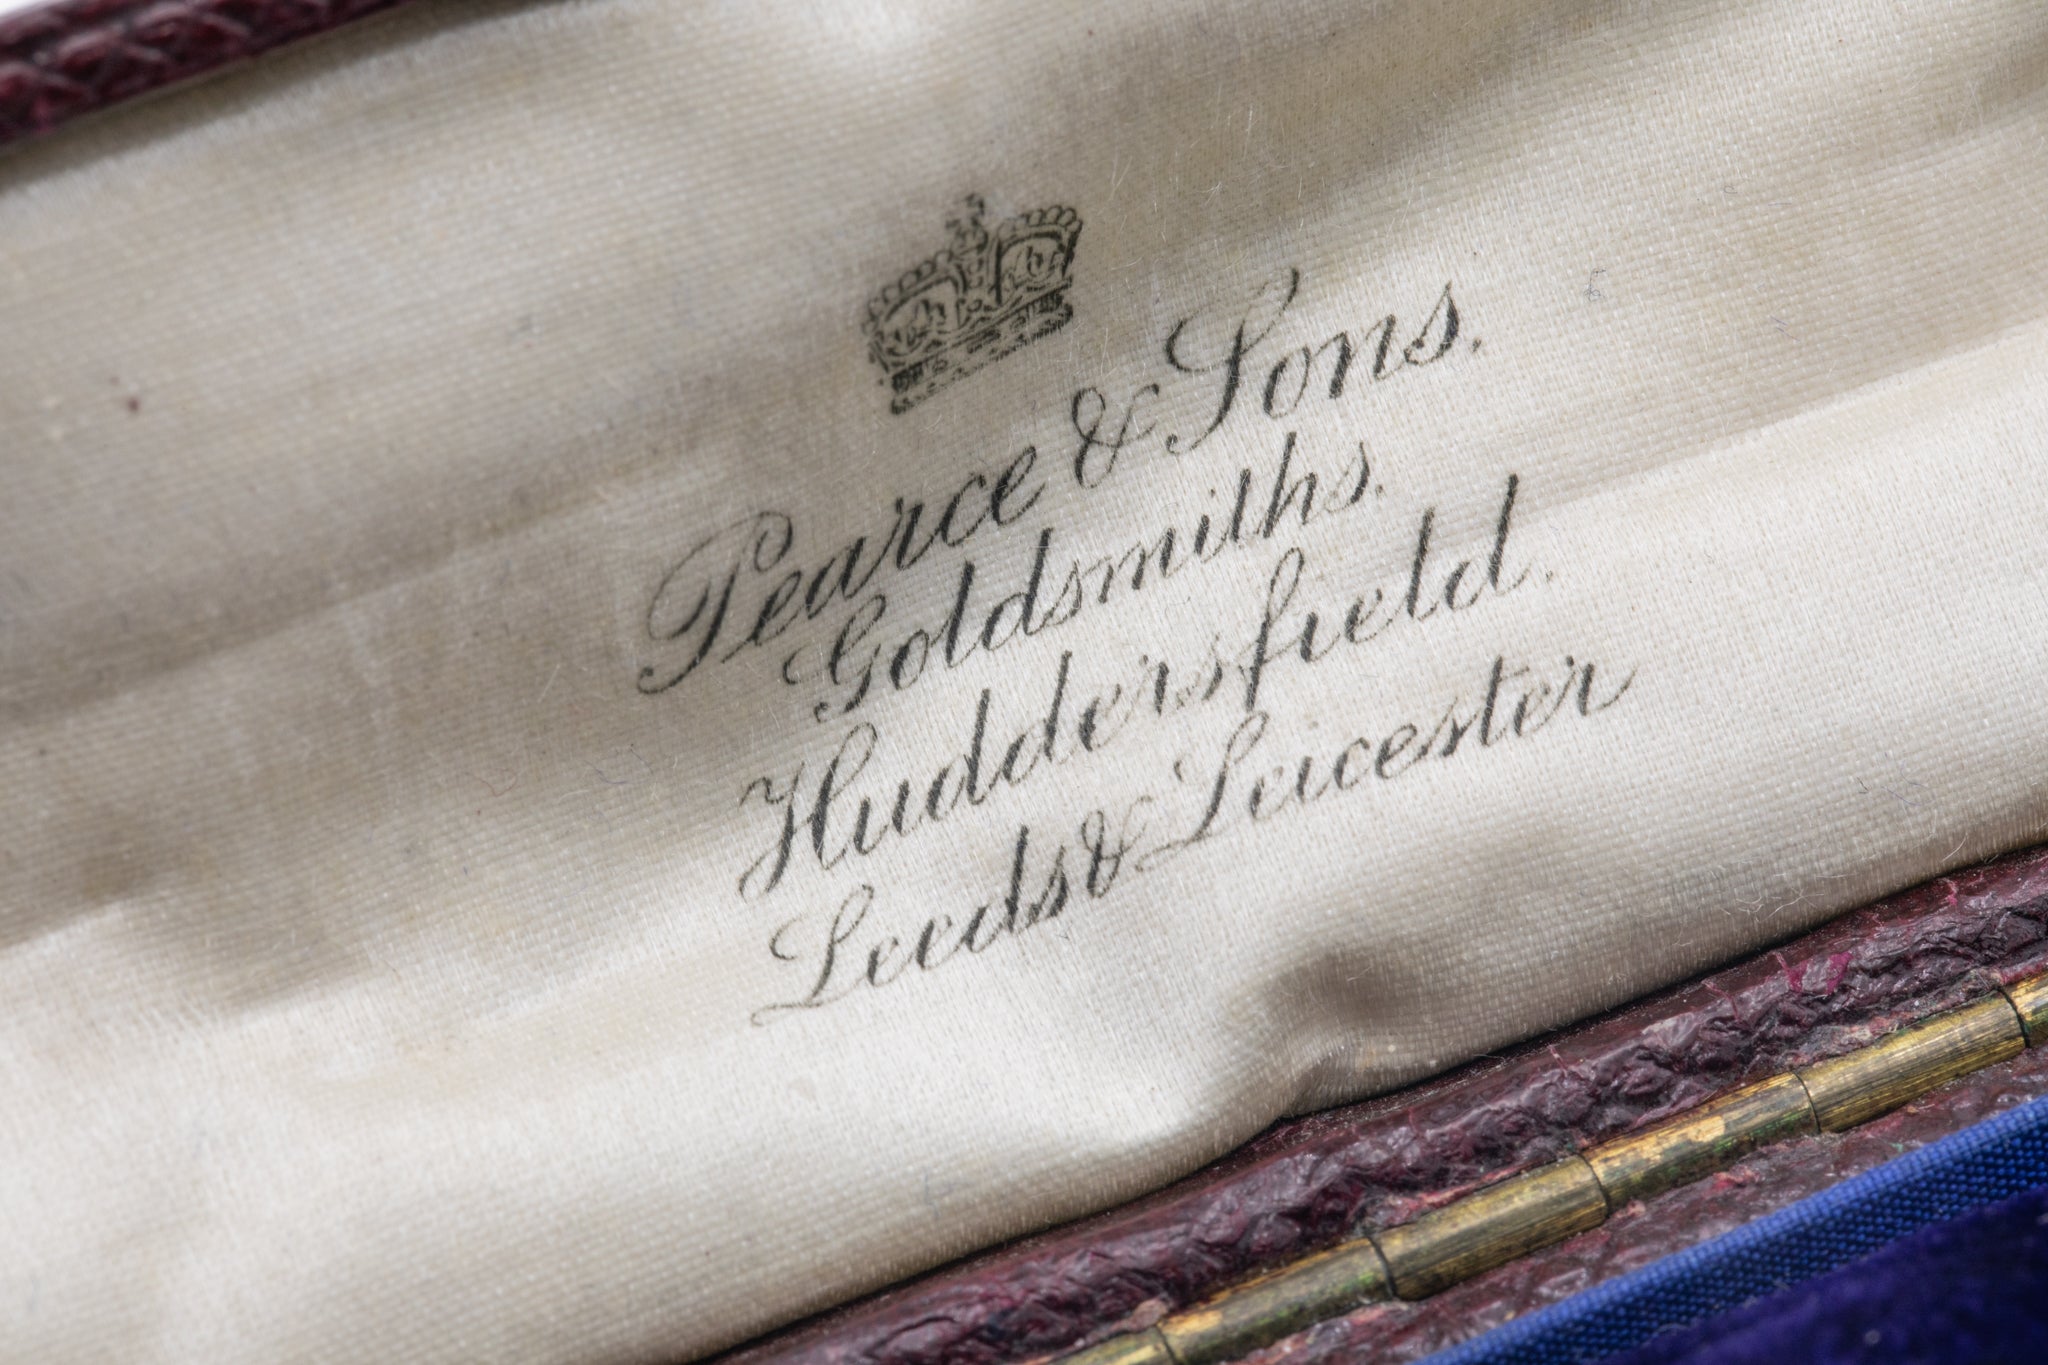 Pearce & Sons.
Goldsmiths.
Huddersfield.
Leeds & Leicester